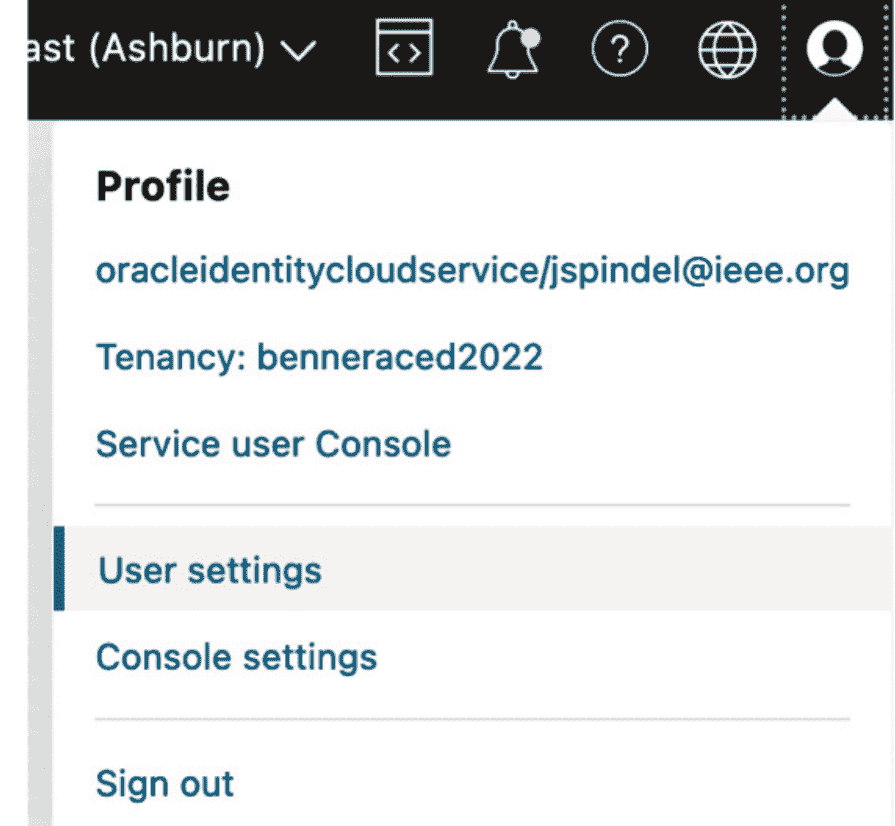 ast (Ashburn)
?
Profile
oracleidentitycloudservice/jspindel@ieee.org
Tenancy: benneraced2022
Service user Console
User settings
Console settings
Sign out